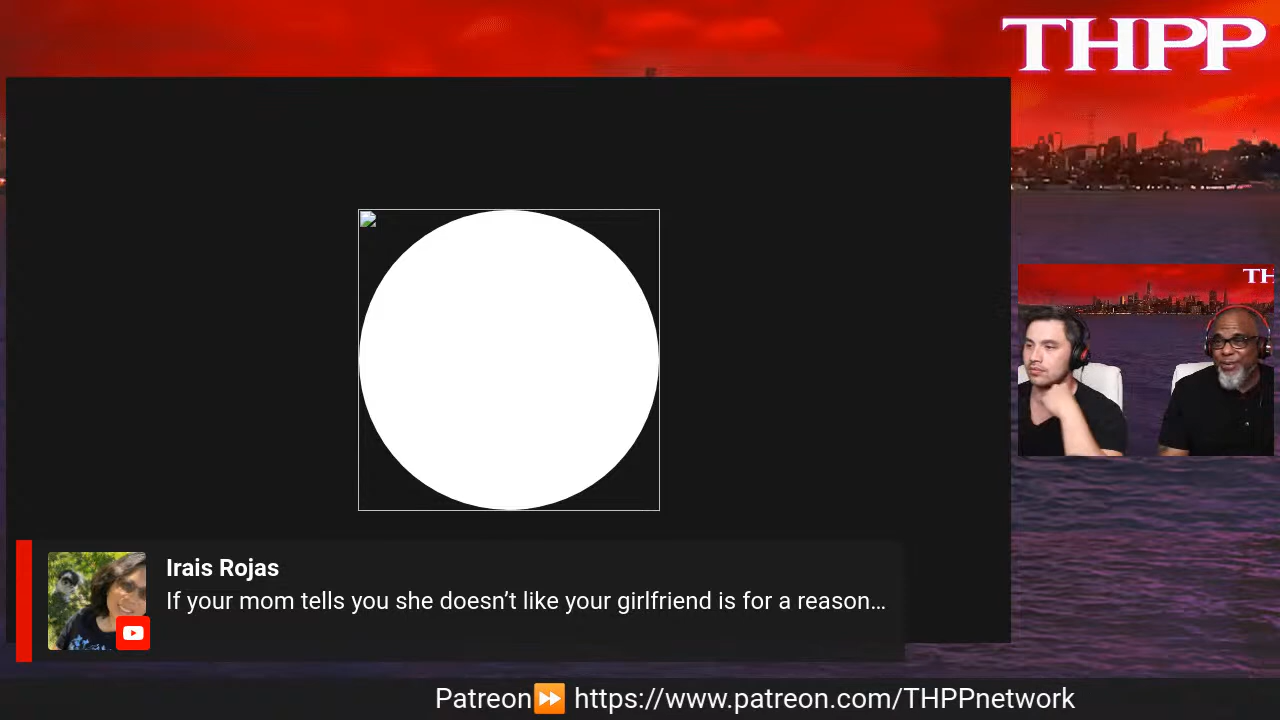 THPP
TH
Irais Rojas
If your mom tells you she doesn’t like your girlfriend is for a reason…
Patreon⏩ https://www.patreon.com/THPPnetwork